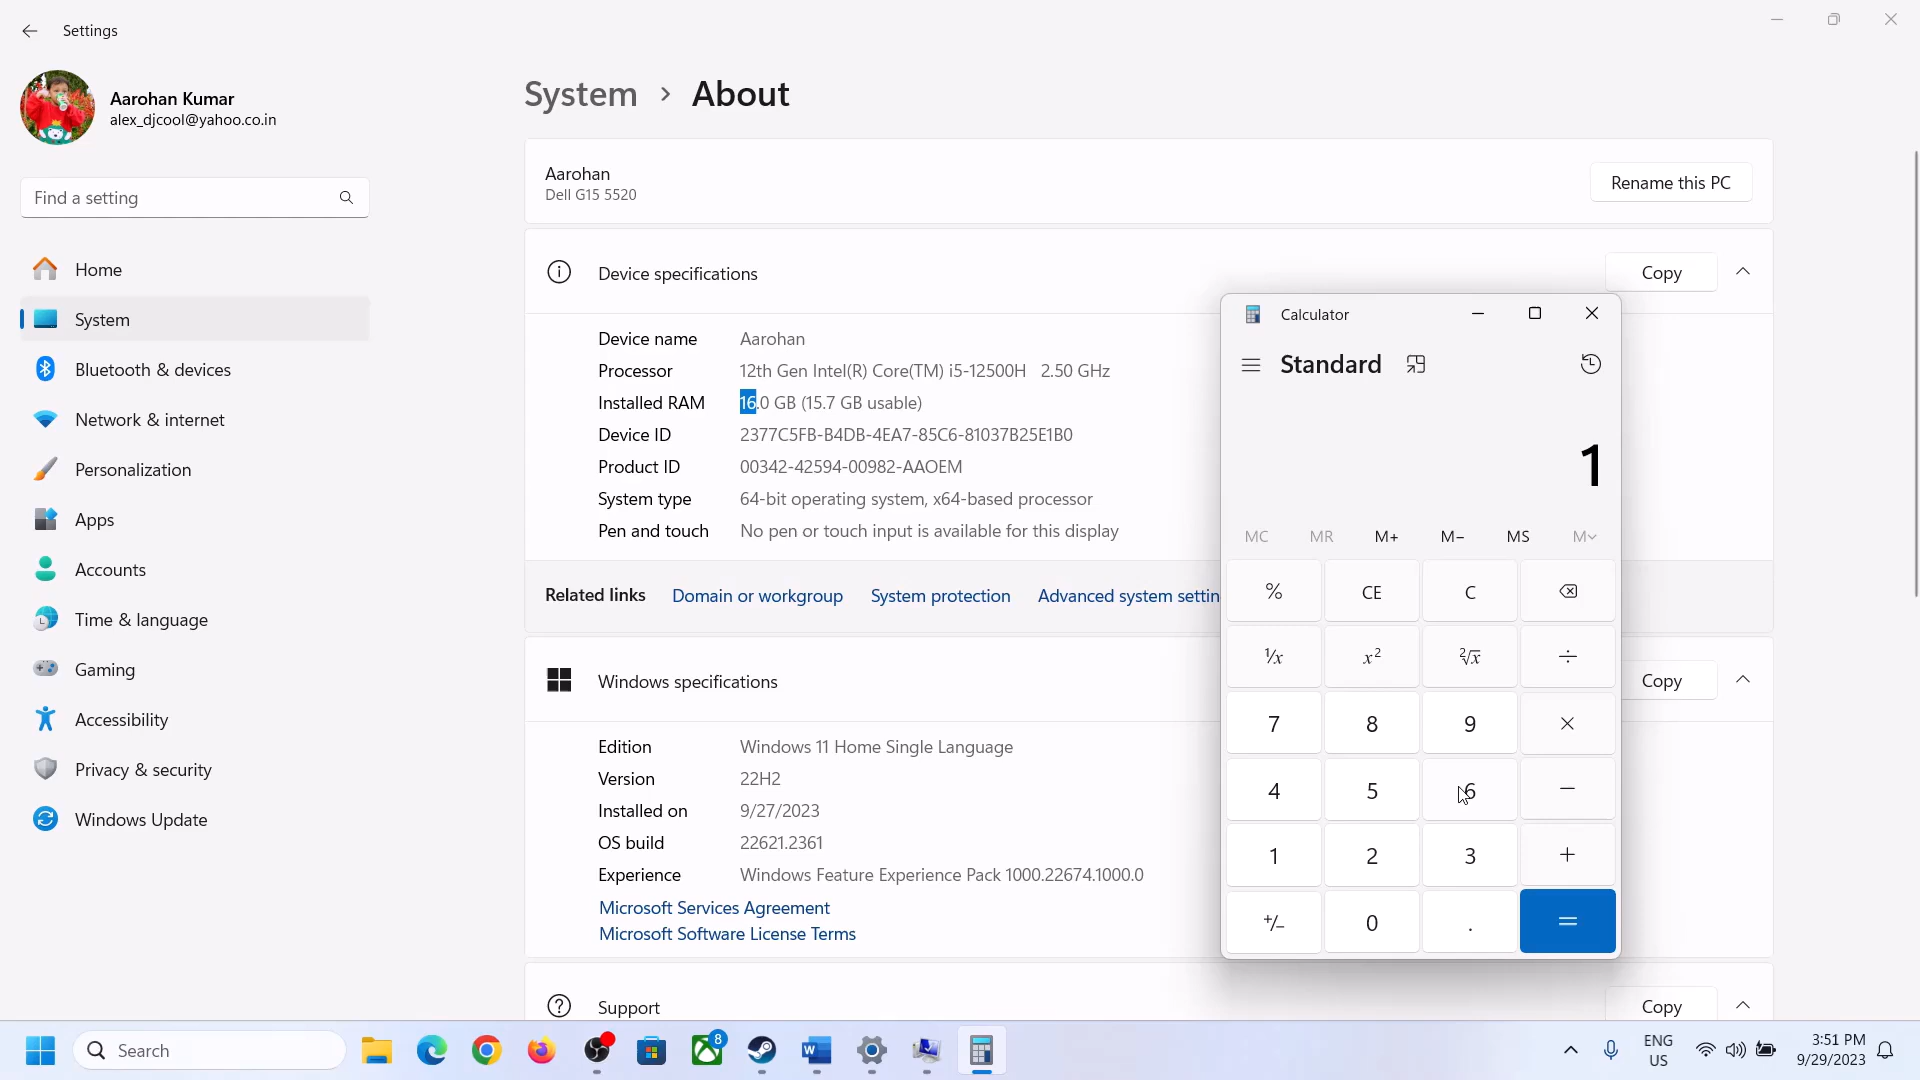 Settings
Aarohan Kumar
alex_djcool@yahoo.co.in
Find a setting
Home
System
Bluetooth & devices
Network & internet
Personalization
Apps
Accounts
Time & language
Gaming
Accessibility
Privacy & security
Windows Update
System > About
Aarohan
Dell G15 5520
Rename this PC
Device specifications
Copy
Device name Aarohan
Processor 12th Gen Intel(R) Core(TM) i5-12500H 2.50 GHz
Installed RAM 16.0 GB (15.7 GB usable)
Device ID 2377C5FB-B4DB-4EA7-85C6-81037B25E1B0
Product ID 00342-42594-00982-AAOEM
System type 64-bit operating system, x64-based processor
Pen and touch No pen or touch input is available for this display
Related links Domain or workgroup System protection Advanced system settin
Windows specifications
Copy
Edition Windows 11 Home Single Language
Version 22H2
Installed on 9/27/2023
OS build 22621.2361
Experience Windows Feature Experience Pack 1000.22674.1000.0
Microsoft Services Agreement
Microsoft Software License Terms
Support
Copy
Calculator
Standard
1
MC MR M+ M− MS M
% CE C
⅟x x² ²√x ÷
7 8 9 ×
4 5 6 −
1 2 3 +
+/− 0 . =
Search
8
W
ENG
US
3:51 PM
9/29/2023